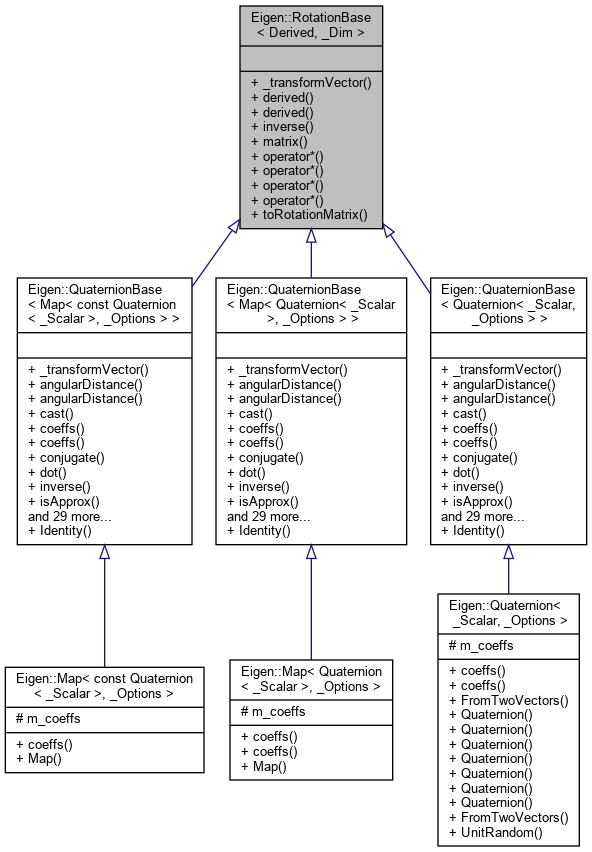 Eigen::RotationBase
< Derived, _Dim >
+ _transformVector()
+ derived()
+ derived()
+ inverse()
+ matrix()
+ operator*()
+ operator*()
+ operator*()
+ operator*()
+ toRotationMatrix()
Eigen::QuaternionBase
< Map< const Quaternion
< _Scalar >, _Options > >
+ _transformVector()
+ angularDistance()
+ angularDistance()
+ cast()
+ coeffs()
+ coeffs()
+ conjugate()
+ dot()
+ inverse()
+ isApprox()
and 29 more...
+ Identity()
Eigen::QuaternionBase
< Map< Quaternion< _Scalar
>, _Options > >
+ _transformVector()
+ angularDistance()
+ angularDistance()
+ cast()
+ coeffs()
+ coeffs()
+ conjugate()
+ dot()
+ inverse()
+ isApprox()
and 29 more...
+ Identity()
Eigen::QuaternionBase
< Quaternion< _Scalar,
_Options > >
+ _transformVector()
+ angularDistance()
+ angularDistance()
+ cast()
+ coeffs()
+ coeffs()
+ conjugate()
+ dot()
+ inverse()
+ isApprox()
and 29 more...
+ Identity()
Eigen::Map< const Quaternion
< _Scalar >, _Options >
# m_coeffs
+ coeffs()
+ Map()
Eigen::Map< Quaternion
< _Scalar >, _Options >
# m_coeffs
+ coeffs()
+ coeffs()
+ Map()
Eigen::Quaternion<
_Scalar, _Options >
# m_coeffs
+ coeffs()
+ coeffs()
+ FromTwoVectors()
+ Quaternion()
+ Quaternion()
+ Quaternion()
+ Quaternion()
+ Quaternion()
+ Quaternion()
+ Quaternion()
+ FromTwoVectors()
+ UnitRandom()